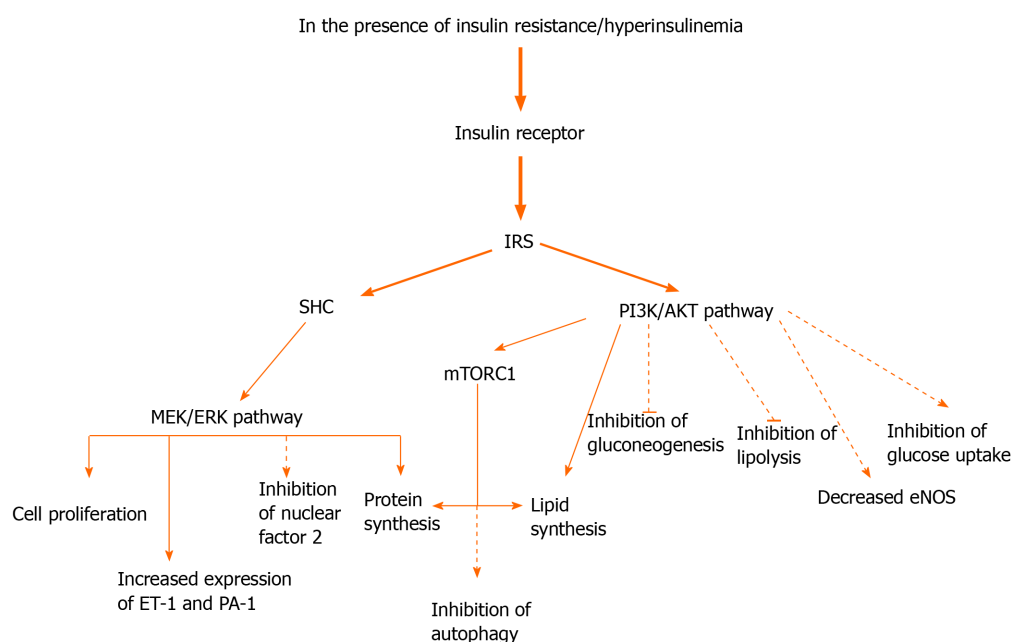 In the presence of insulin resistance/hyperinsulinemia
Insulin receptor
IRS
SHC
PI3K/AKT pathway
mTORC1
MEK/ERK pathway
Inhibition of
gluconeogenesis
Inhibition of
lipolysis
Inhibition of
glucose uptake
Cell proliferation
Inhibition
of nuclear
factor 2
Protein
synthesis
Lipid
synthesis
Decreased eNOS
Increased expression
of ET-1 and PA-1
Inhibition of
autophagy